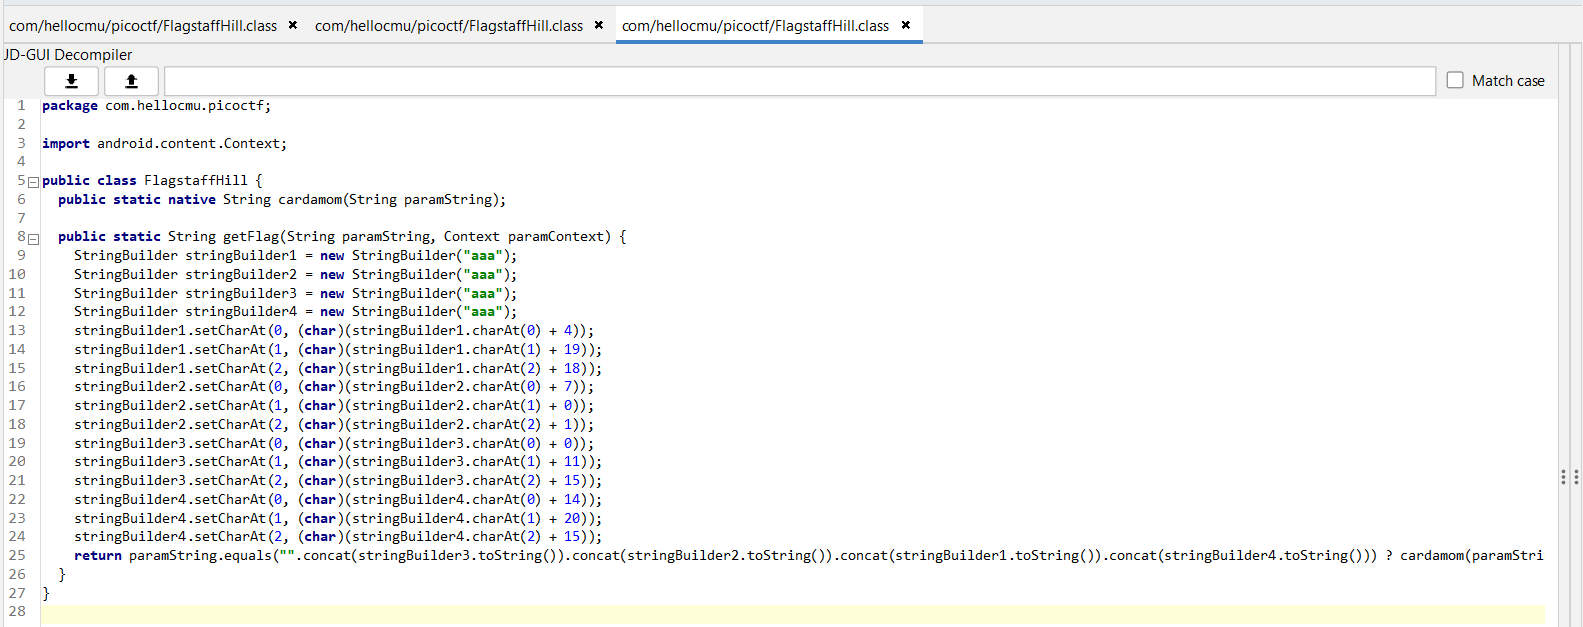 com/hellocmu/picoctf/FlagstaffHill.class × com/hellocmu/picoctf/FlagstaffHill.class × com/hellocmu/picoctf/FlagstaffHill.class ×
JD-GUI Decompiler
Match case
1 package com.hellocmu.picoctf;
2
3 import android.content.Context;
4
5 public class FlagstaffHill {
6 public static native String cardamom(String paramString);
7
8 public static String getFlag(String paramString, Context paramContext) {
9 StringBuilder stringBuilder1 = new StringBuilder("aaa");
10 StringBuilder stringBuilder2 = new StringBuilder("aaa");
11 StringBuilder stringBuilder3 = new StringBuilder("aaa");
12 StringBuilder stringBuilder4 = new StringBuilder("aaa");
13 stringBuilder1.setCharAt(0, (char)(stringBuilder1.charAt(0) + 4));
14 stringBuilder1.setCharAt(1, (char)(stringBuilder1.charAt(1) + 19));
15 stringBuilder1.setCharAt(2, (char)(stringBuilder1.charAt(2) + 18));
16 stringBuilder2.setCharAt(0, (char)(stringBuilder2.charAt(0) + 7));
17 stringBuilder2.setCharAt(1, (char)(stringBuilder2.charAt(1) + 0));
18 stringBuilder2.setCharAt(2, (char)(stringBuilder2.charAt(2) + 1));
19 stringBuilder3.setCharAt(0, (char)(stringBuilder3.charAt(0) + 0));
20 stringBuilder3.setCharAt(1, (char)(stringBuilder3.charAt(1) + 11));
21 stringBuilder3.setCharAt(2, (char)(stringBuilder3.charAt(2) + 15));
22 stringBuilder4.setCharAt(0, (char)(stringBuilder4.charAt(0) + 14));
23 stringBuilder4.setCharAt(1, (char)(stringBuilder4.charAt(1) + 20));
24 stringBuilder4.setCharAt(2, (char)(stringBuilder4.charAt(2) + 15));
25 return paramString.equals("".concat(stringBuilder3.toString()).concat(stringBuilder2.toString()).concat(stringBuilder1.toString()).concat(stringBuilder4.toString())) ? cardamom(paramStri
26 }
27 }
28